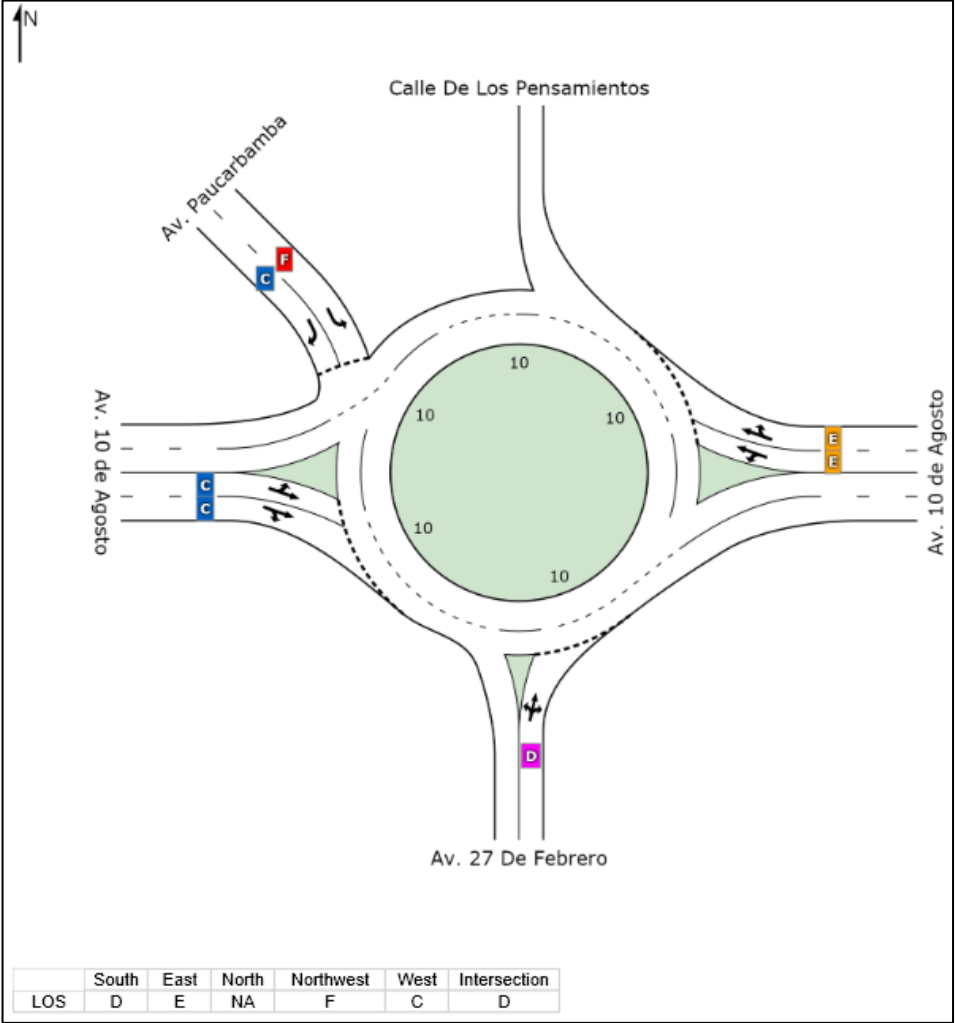 N
Calle De Los Pensamientos
Av. Paucarbamba
F
C
10
10
10
Av. 10 de Agosto
Av. 10 de Agosto
E
E
C
C
10
10
D
Av. 27 De Febrero
South East North Northwest West Intersection
LOS D E NA F C D